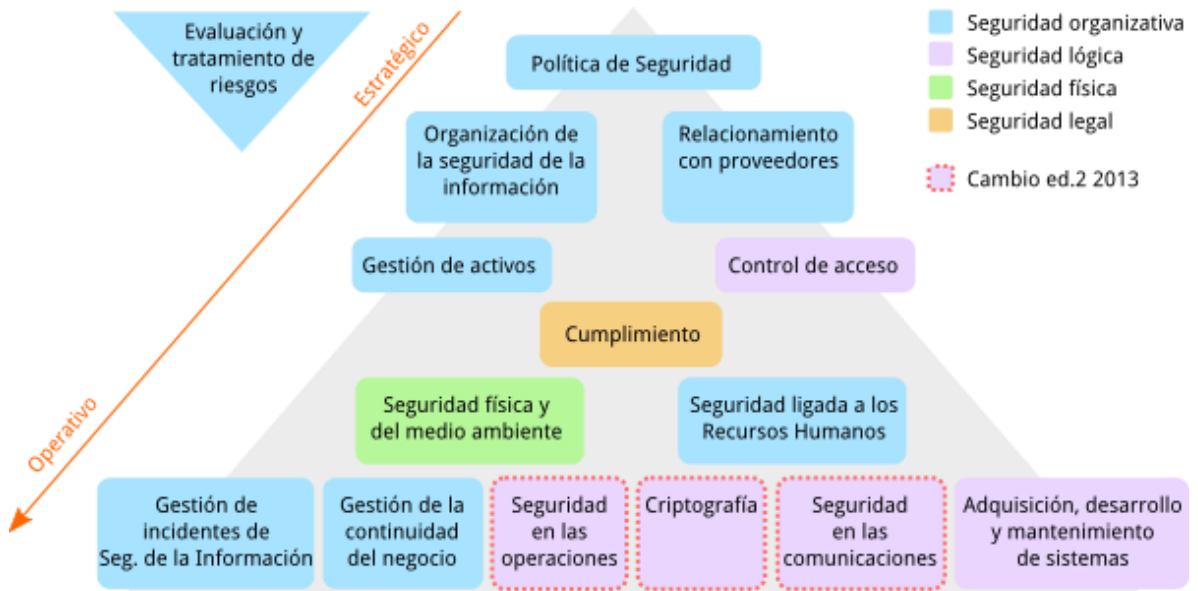 Evaluación y
tratamiento de
riesgos
Estratégico
Operativo
Política de Seguridad
Organización de
la seguridad de la
información
Relacionamiento
con proveedores
Gestión de activos
Control de acceso
Cumplimiento
Seguridad física y
del medio ambiente
Seguridad ligada a los
Recursos Humanos
Gestión de
incidentes de
Seg. de la Información
Gestión de la
continuidad
del negocio
Seguridad
en las
operaciones
Criptografía
Seguridad
en las
comunicaciones
Adquisición, desarrollo
y mantenimiento
de sistemas
Seguridad organizativa
Seguridad lógica
Seguridad física
Seguridad legal
Cambio ed.2 2013